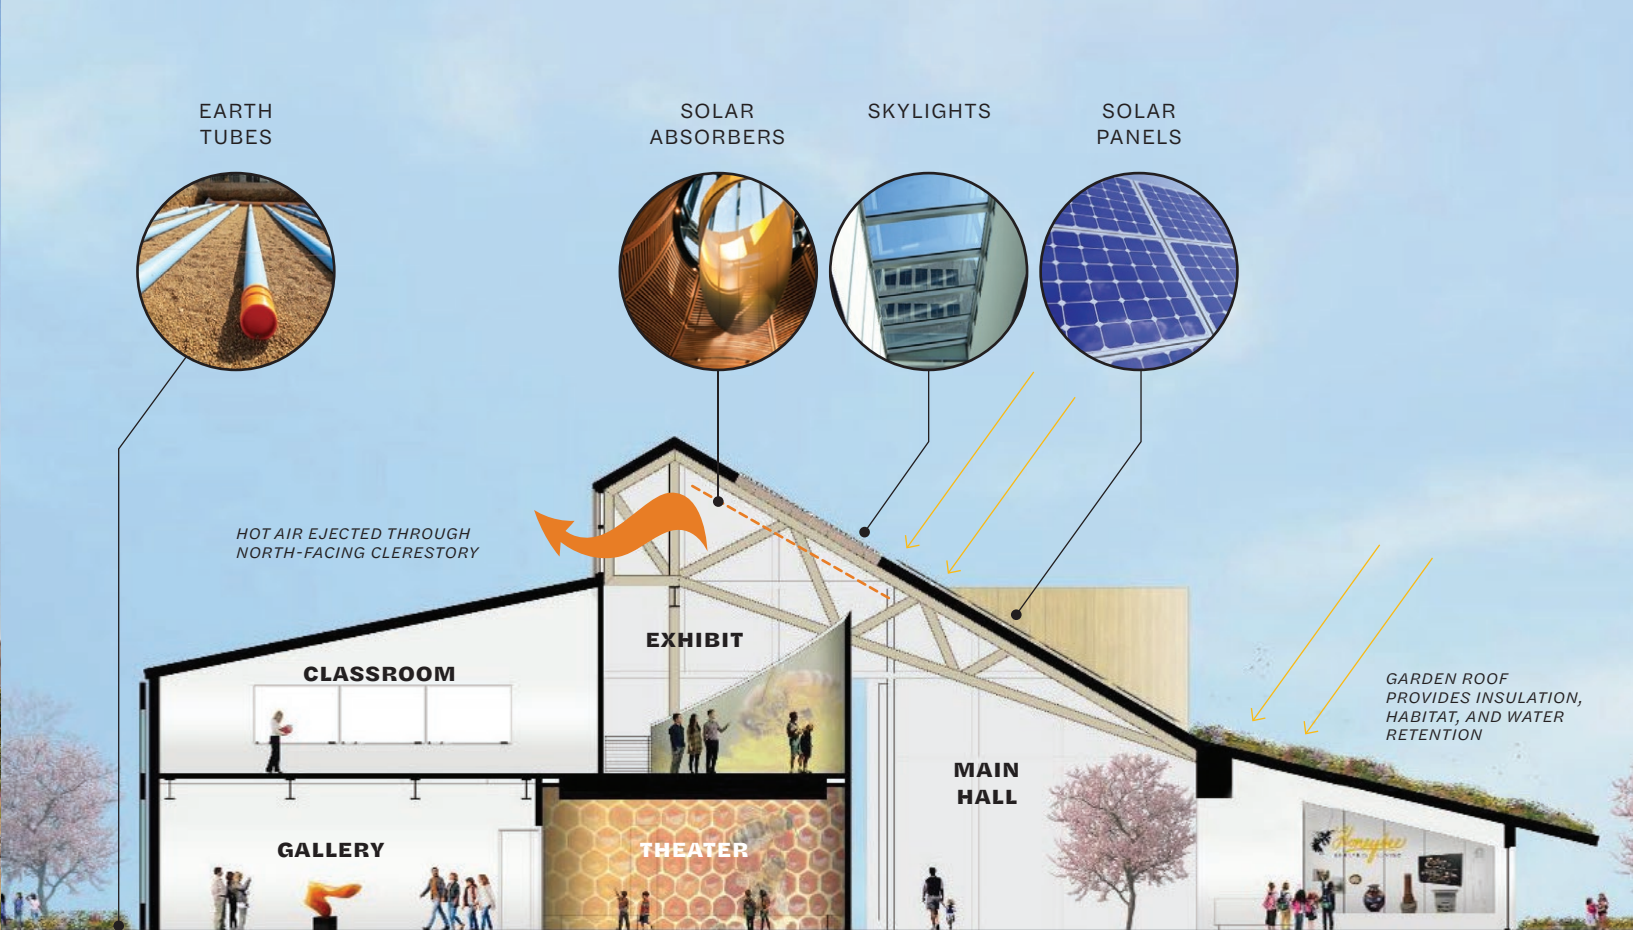 EARTH
TUBES
SOLAR
ABSORBERS
SKYLIGHTS
SOLAR
PANELS
HOT AIR EJECTED THROUGH
NORTH-FACING CLERESTORY
EXHIBIT
CLASSROOM
GARDEN ROOF
PROVIDES INSULATION,
HABITAT, AND WATER
RETENTION
MAIN
HALL
GALLERY
THEATER
Honeybee